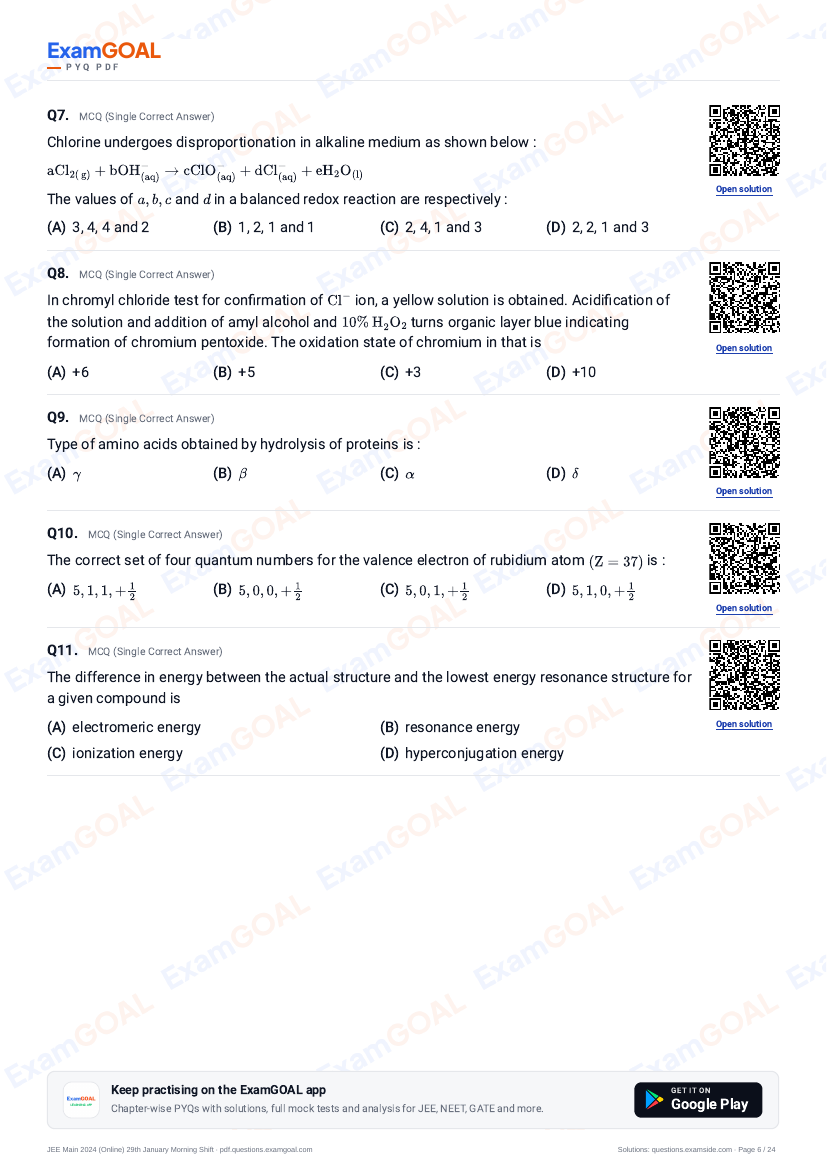 ExamGOAL
PYQ PDF
Q7. MCQ (Single Correct Answer)
Chlorine undergoes disproportionation in alkaline medium as shown below :
aCl₂₍g₎ + bOH⁻(aq) → cClO⁻(aq) + dCl⁻(aq) + eH₂O(l)
The values of a, b, c and d in a balanced redox reaction are respectively :
(A) 3, 4, 4 and 2 (B) 1, 2, 1 and 1 (C) 2, 4, 1 and 3 (D) 2, 2, 1 and 3
Open solution
Q8. MCQ (Single Correct Answer)
In chromyl chloride test for confirmation of Cl⁻ ion, a yellow solution is obtained. Acidification of
the solution and addition of amyl alcohol and 10% H₂O₂ turns organic layer blue indicating
formation of chromium pentoxide. The oxidation state of chromium in that is
(A) +6 (B) +5 (C) +3 (D) +10
Open solution
Q9. MCQ (Single Correct Answer)
Type of amino acids obtained by hydrolysis of proteins is :
(A) γ (B) β (C) α (D) δ
Open solution
Q10. MCQ (Single Correct Answer)
The correct set of four quantum numbers for the valence electron of rubidium atom (Z = 37) is :
(A) 5, 1, 1, +1/2 (B) 5, 0, 0, +1/2 (C) 5, 0, 1, +1/2 (D) 5, 1, 0, +1/2
Open solution
Q11. MCQ (Single Correct Answer)
The difference in energy between the actual structure and the lowest energy resonance structure for
a given compound is
(A) electromeric energy (B) resonance energy
(C) ionization energy (D) hyperconjugation energy
Open solution
Keep practising on the ExamGOAL app
Chapter-wise PYQs with solutions, full mock tests and analysis for JEE, NEET, GATE and more.
ExamGOAL
GET IT ON
Google Play
JEE Main 2024 (Online) 29th January Morning Shift · pdf.questions.examgoal.com
Solutions: questions.examside.com · Page 6 / 24